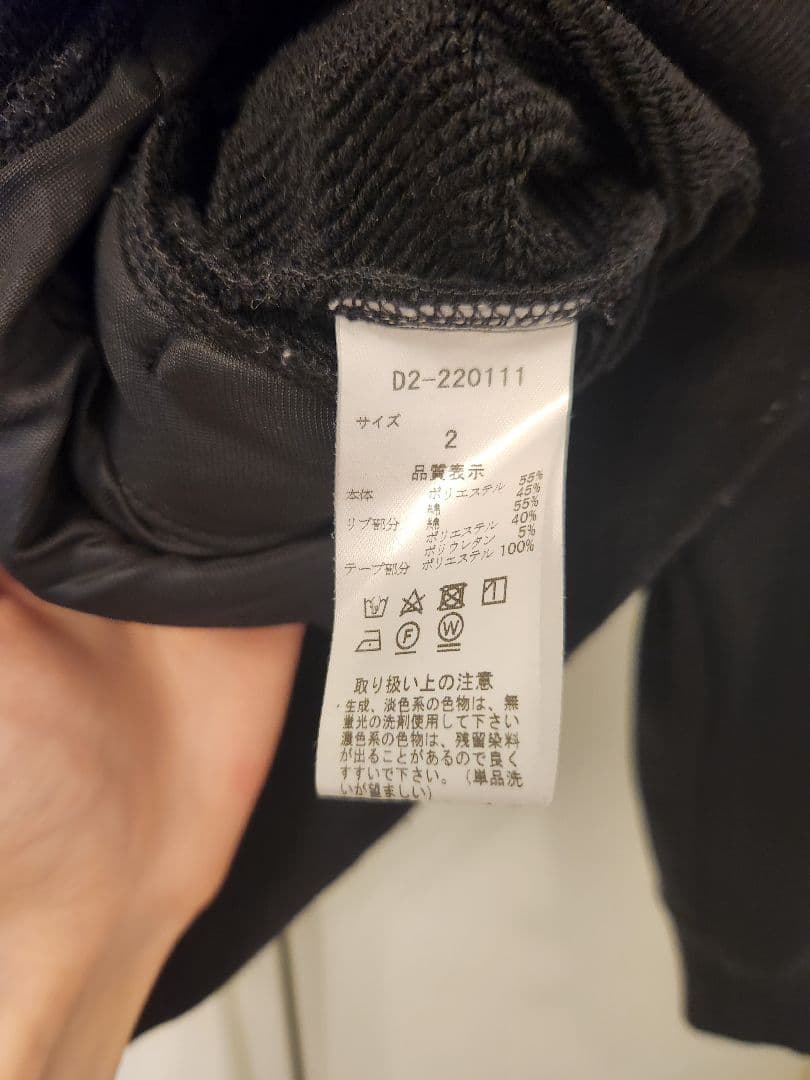 D2-220111
サイズ
2
品質表示
本体 ポリエステル 55%
綿 45%
リブ部分 綿 55%
ポリエステル 40%
ポリウレタン 5%
テープ部分 ポリエステル 100%
F W
取り扱い上の注意
・生成、淡色系の色物は、無
蛍光の洗剤使用して下さい
濃色系の色物は、残留染料
が出ることがあるので良く
すすいで下さい。(単品洗
いが望ましい)